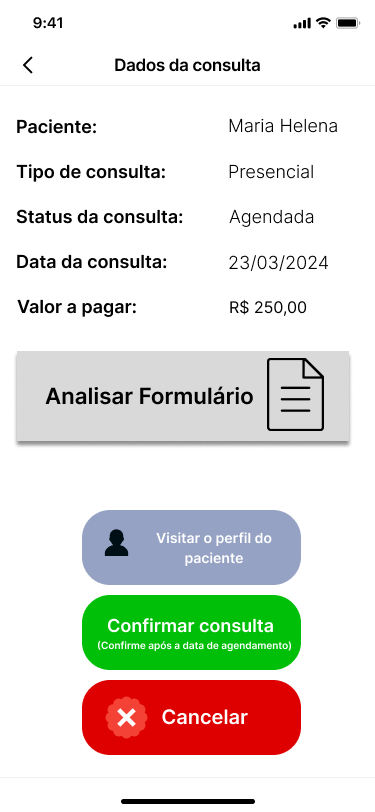 9:41
Dados da consulta
Paciente: Maria Helena
Tipo de consulta: Presencial
Status da consulta: Agendada
Data da consulta: 23/03/2024
Valor a pagar: R$ 250,00
Analisar Formulário
Visitar o perfil do
paciente
Confirmar consulta
(Confirme após a data de agendamento)
Cancelar